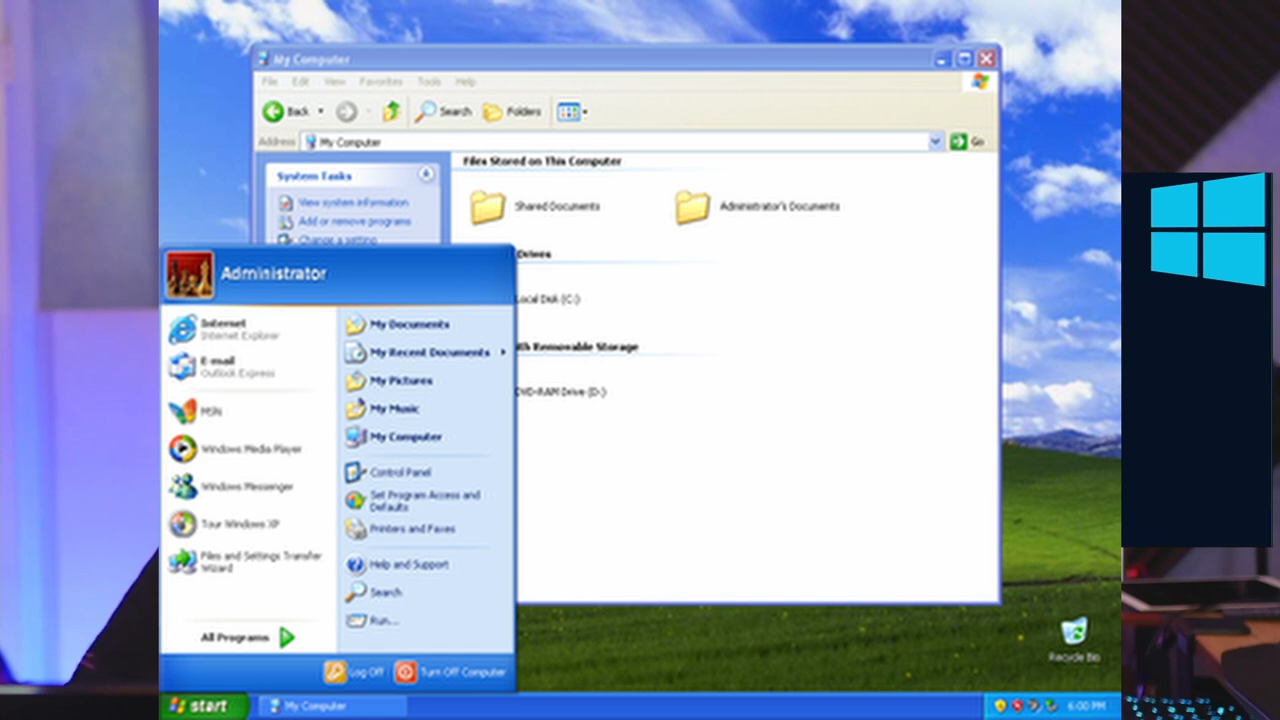 My Computer
File Edit View Favorites Tools Help
Back Search Folders
Address My Computer Go
System Tasks
View system information
Add or remove programs
Change a setting
Files Stored on This Computer
Shared Documents Administrator's Documents
Drives
Local Disk (C:)
th Removable Storage
DVD-RAM Drive (D:)
Administrator
Internet
Internet Explorer
E-mail
Outlook Express
MSN
Windows Media Player
Windows Messenger
Tour Windows XP
Files and Settings Transfer
Wizard
All Programs
My Documents
My Recent Documents
My Pictures
My Music
My Computer
Control Panel
Set Program Access and
Defaults
Printers and Faxes
Help and Support
Search
Run...
Log Off Turn Off Computer
Recycle Bin
start My Computer 6:00 PM